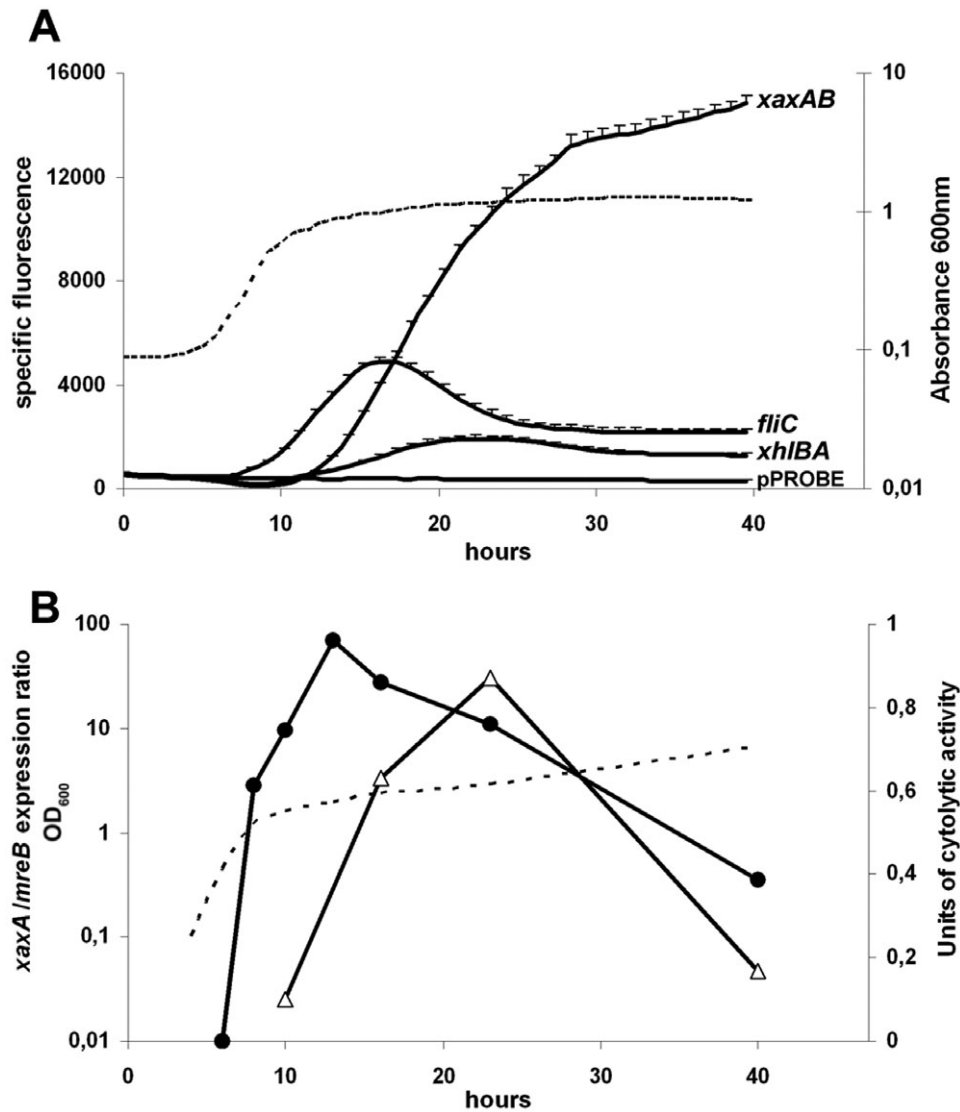 A
16000
12000
8000
4000
0
specific fluorescence
10
1
0,1
0,01
Absorbance 600nm
xaxAB
fliC
xhlBA
pPROBE
0 10 20 30 40
hours
B
100
10
1
0,1
0,01
xaxA/mreB expression ratio
OD600
1
0,8
0,6
0,4
0,2
0
Units of cytolytic activity
0 10 20 30 40
hours